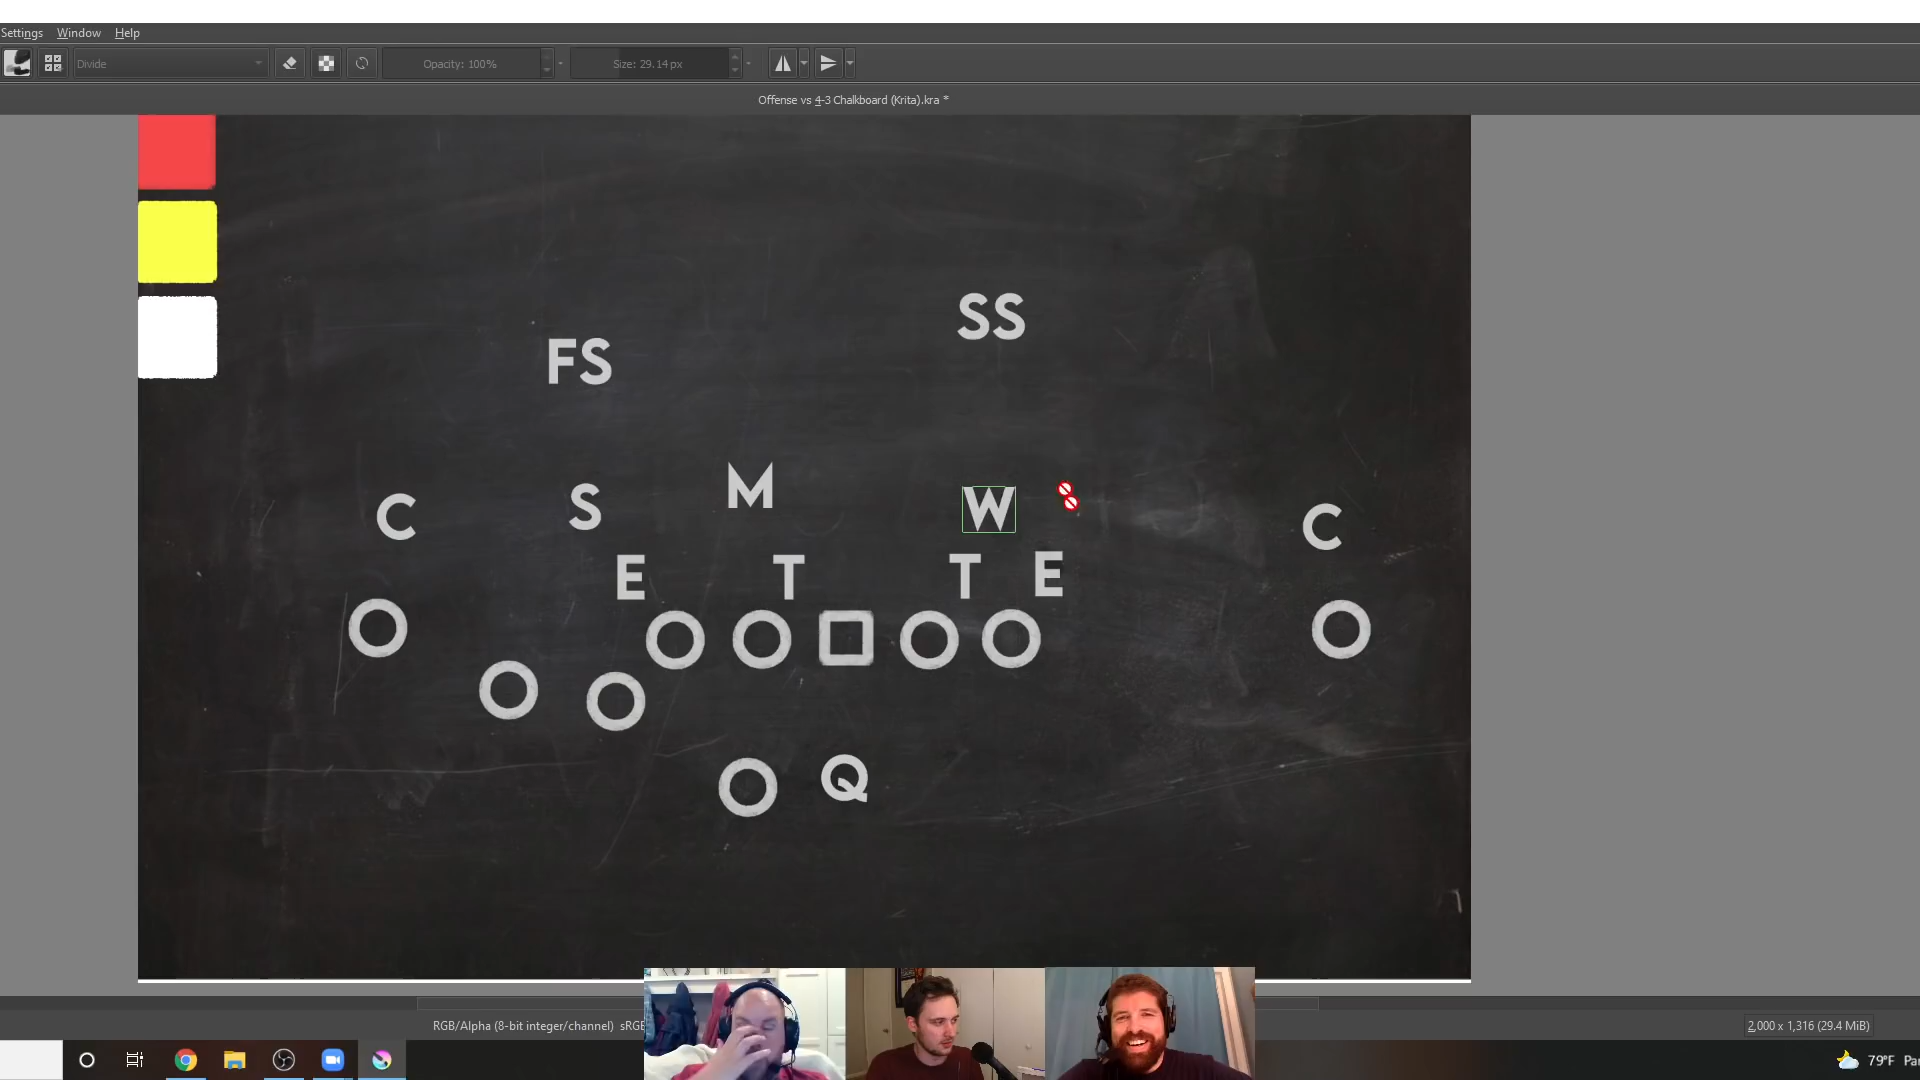 Settings Window Help
Divide Opacity: 100% Size: 29.14 px
Offense vs 4-3 Chalkboard (Krita).kra *
SS
FS
M
C S W C
E T T E
Q
RGB/Alpha (8-bit integer/channel) sRGB 2,000 x 1,316 (29.4 MiB)
79°F